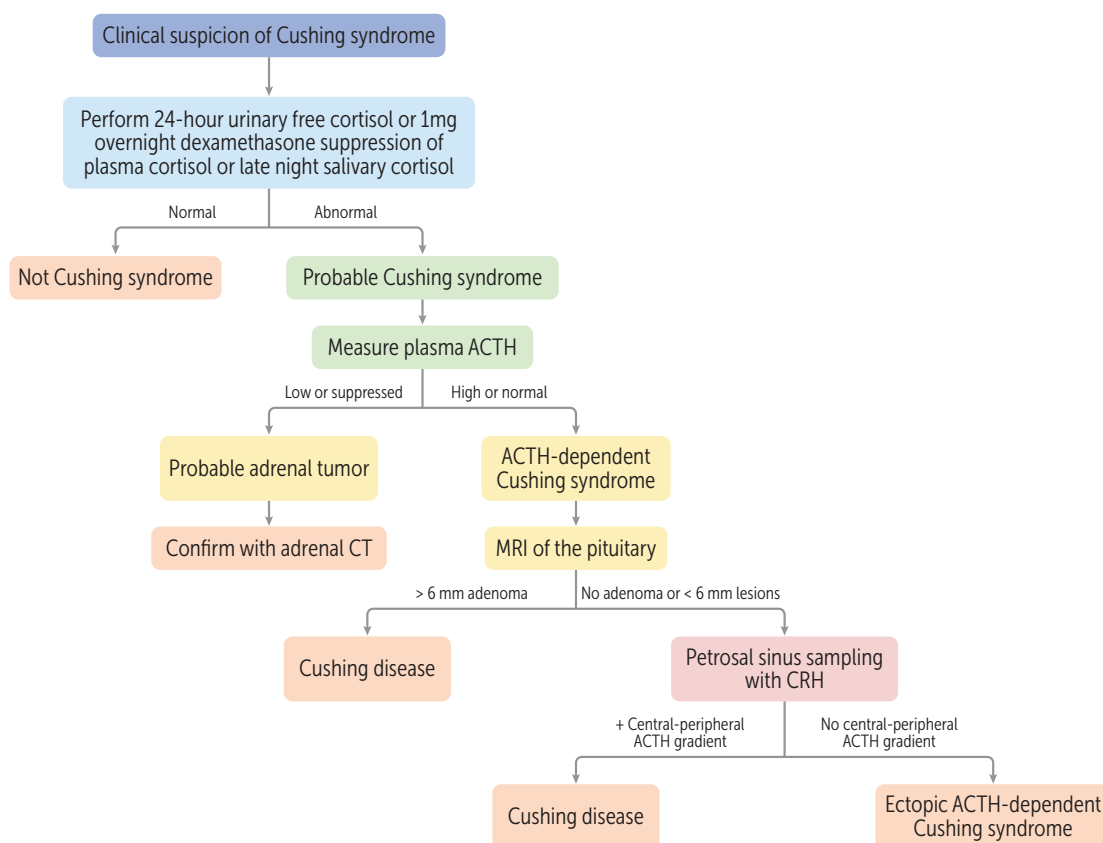 Clinical suspicion of Cushing syndrome
Perform 24-hour urinary free cortisol or 1mg
overnight dexamethasone suppression of
plasma cortisol or late night salivary cortisol
Normal
Abnormal
Not Cushing syndrome
Probable Cushing syndrome
Measure plasma ACTH
Low or suppressed
High or normal
Probable adrenal tumor
ACTH-dependent
Cushing syndrome
Confirm with adrenal CT
MRI of the pituitary
> 6 mm adenoma
No adenoma or < 6 mm lesions
Cushing disease
Petrosal sinus sampling
with CRH
+ Central-peripheral
ACTH gradient
No central-peripheral
ACTH gradient
Cushing disease
Ectopic ACTH-dependent
Cushing syndrome